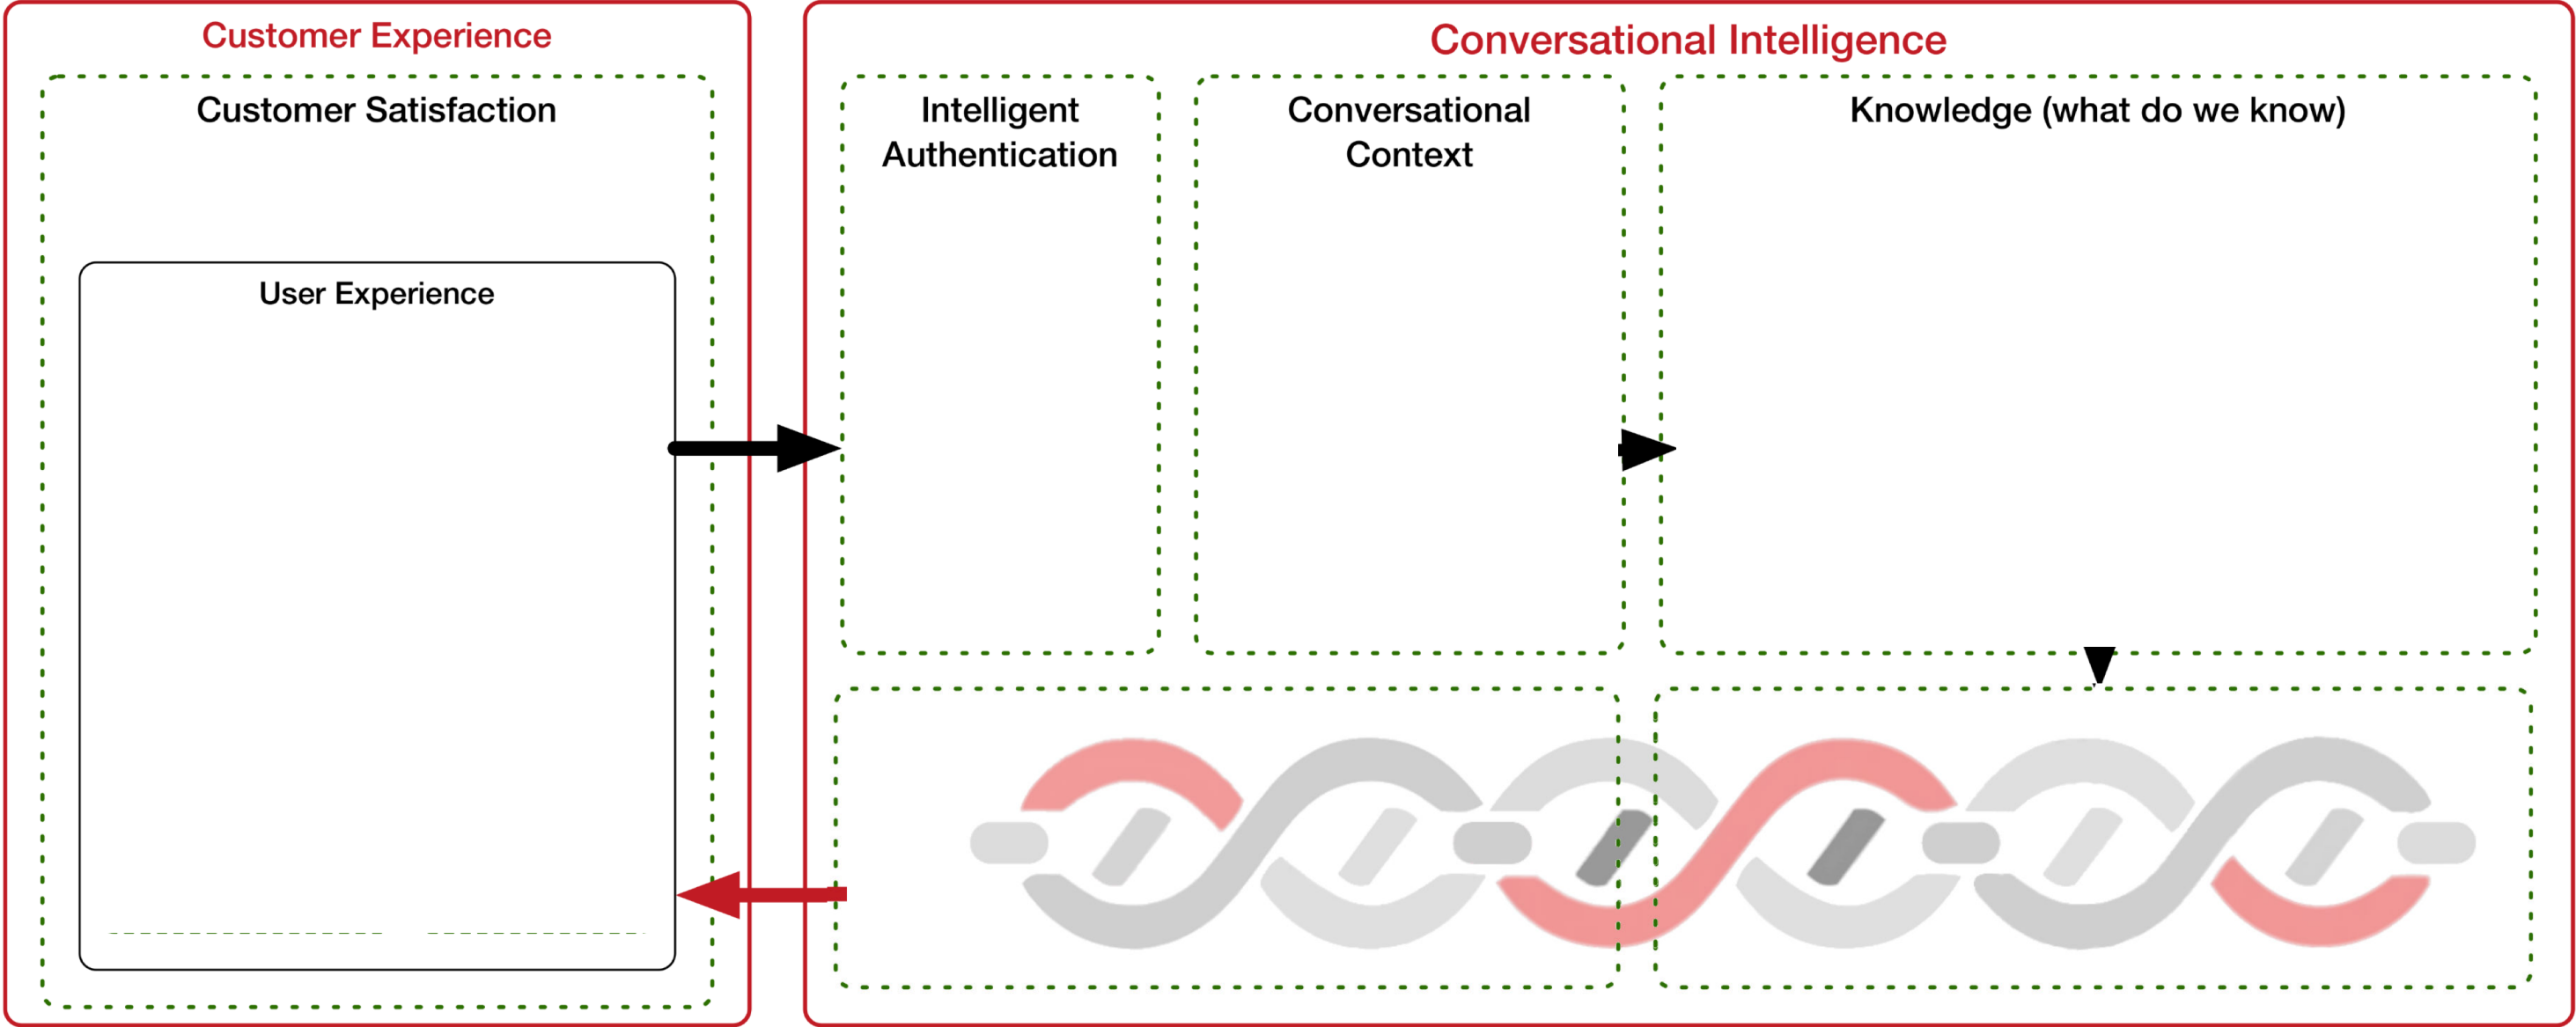 Customer Experience
Customer Satisfaction
User Experience
Conversational Intelligence
Intelligent
Authentication
Conversational
Context
Knowledge (what do we know)